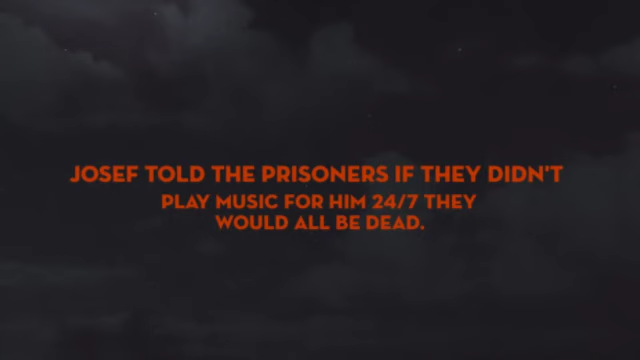 JOSEF TOLD THE PRISONERS IF THEY DIDN'T
PLAY MUSIC FOR HIM 24/7 THEY
WOULD ALL BE DEAD.